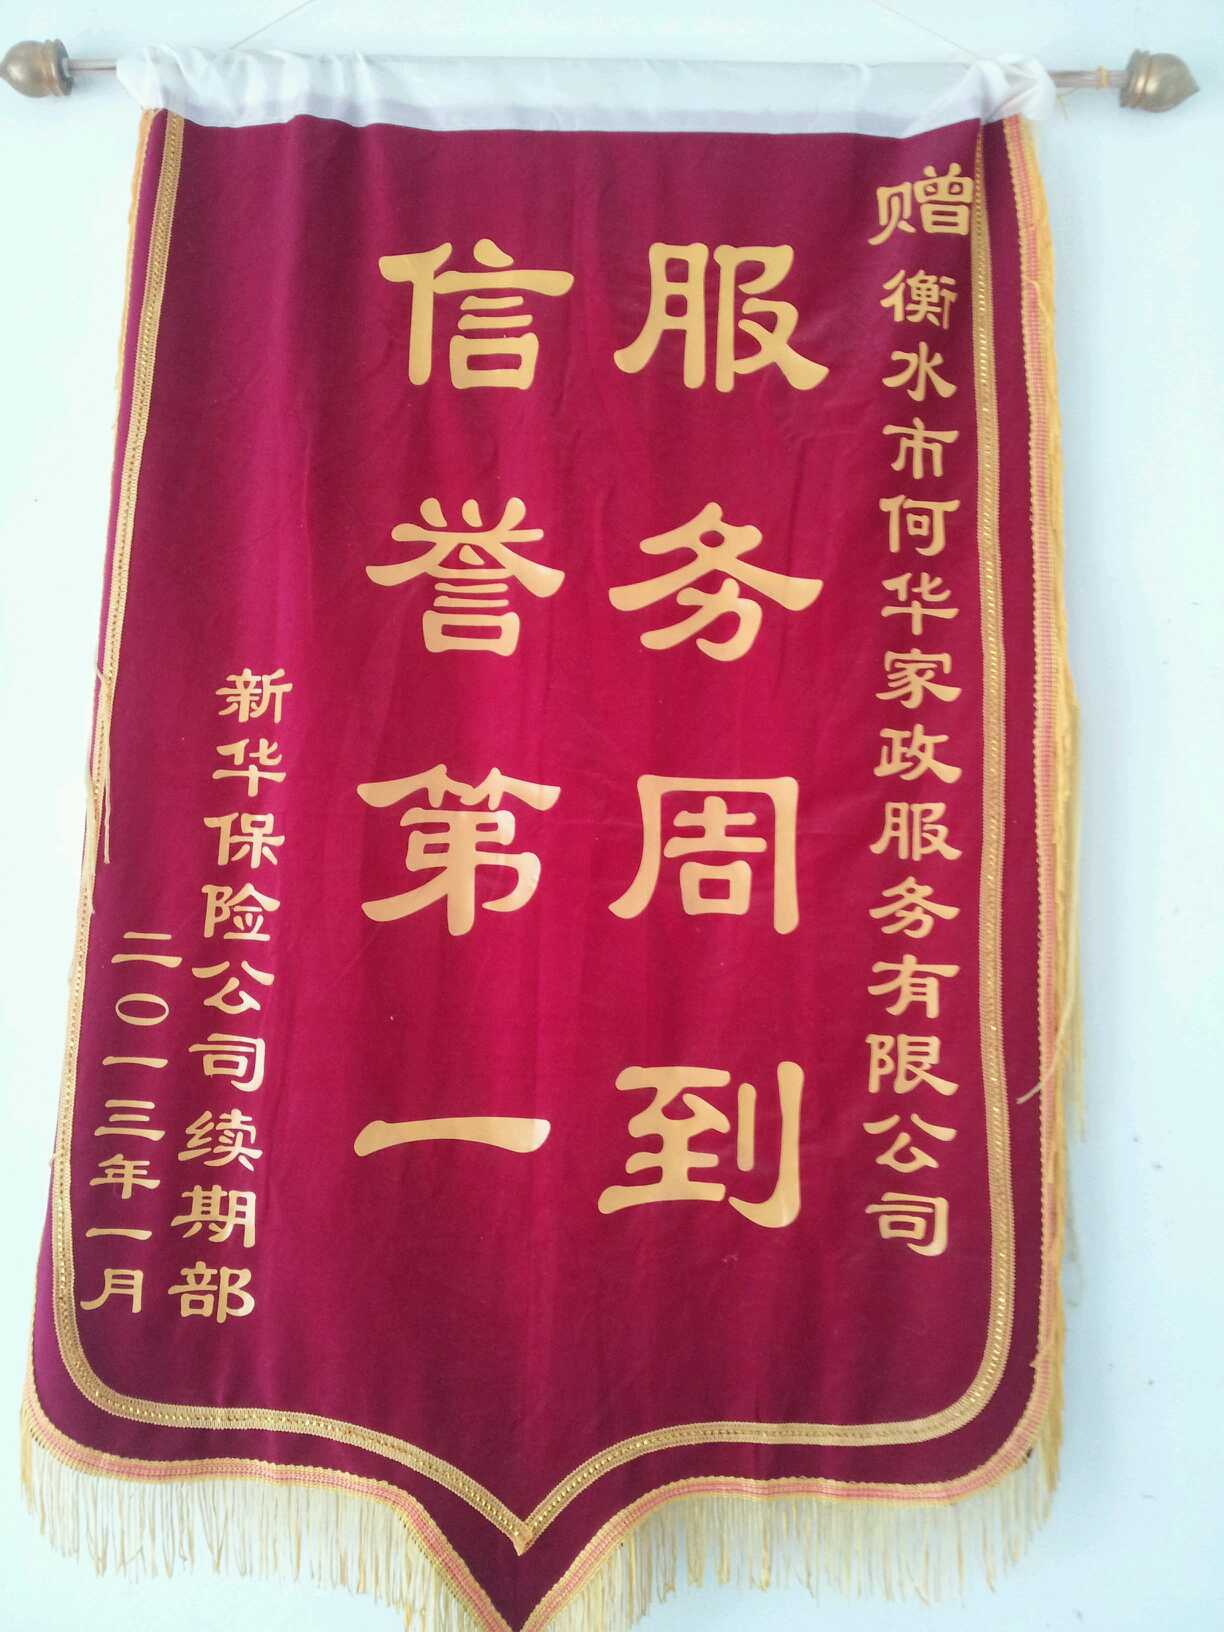 赠 衡水市何华家政服务有限公司
服务周到
信誉第一
新华保险公司续期部
二〇一三年一月